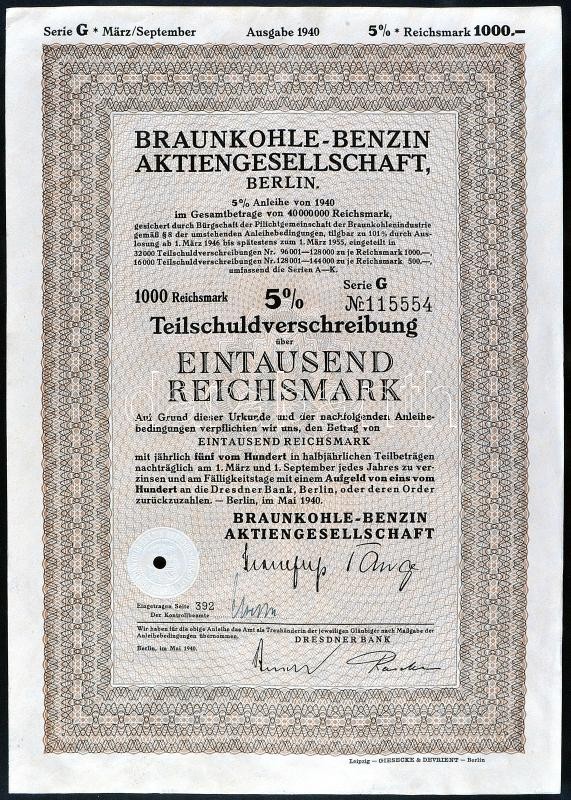 Serie G * März/September Ausgabe 1940 5% * Reichsmark 1000.—
BRAUNKOHLE-BENZIN
AKTIENGESELLSCHAFT,
BERLIN.
5% Anleihe von 1940
im Gesamtbetrage von 40000000 Reichsmark,
gesichert durch Bürgschaft der Pflichtgemeinschaft der Braunkohlenindustrie
gemäß § 8 der umstehenden Anleihebedingungen, tilgbar zu 101% durch Aus-
losung ab 1. März 1946 bis spätestens zum 1. März 1955, eingeteilt in
32000 Teilschuldverschreibungen Nr. 96001—128000 zu je Reichsmark 1000.—,
16000 Teilschuldverschreibungen Nr. 128001—144000 zu je Reichsmark 500.—,
umfassend die Serien A—K.
1000 Reichsmark 5% Serie G
№ 115554
Teilschuldverschreibung
über
EINTAUSEND
REICHSMARK
Auf Grund dieser Urkunde und der nachfolgenden Anleihe-
bedingungen verpflichten wir uns, den Betrag von
EINTAUSEND REICHSMARK
mit jährlich fünf vom Hundert in halbjährlichen Teilbeträgen
nachträglich am 1. März und 1. September jedes Jahres zu ver-
zinsen und am Fälligkeitstage mit einem Aufgeld von eins vom
Hundert an die Dresdner Bank, Berlin, oder deren Order
zurückzuzahlen. — Berlin, im Mai 1940.
BRAUNKOHLE-BENZIN
AKTIENGESELLSCHAFT
Eingetragen Seite 392
Der Kontrollbeamte
Wir haben für die obige Anleihe das Amt als Treuhänderin der jeweiligen Gläubiger nach Maßgabe der
Anleihebedingungen übernommen.
DRESDNER BANK
Berlin, im Mai 1940.
Leipzig — GIESECKE & DEVRIENT — Berlin